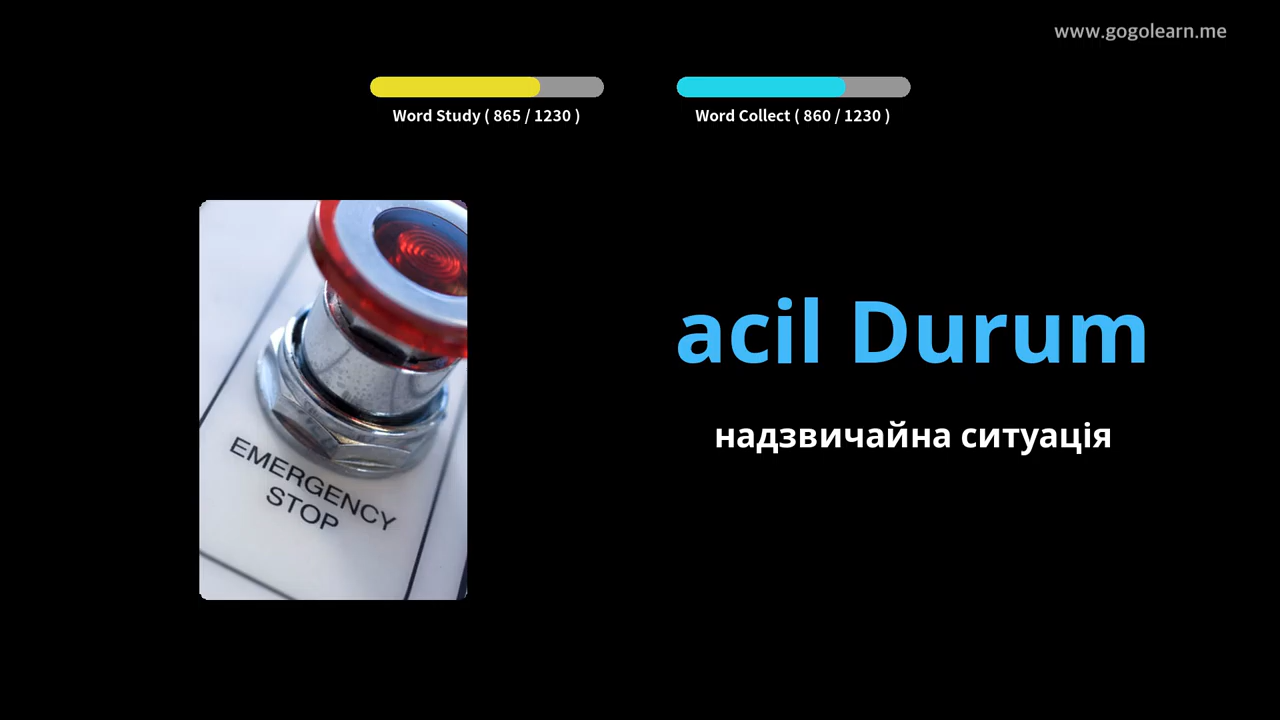 www.gogolearn.me
Word Study ( 865 / 1230 )
Word Collect ( 860 / 1230 )
acil Durum
надзвичайна ситуація
EMERGENCY
STOP